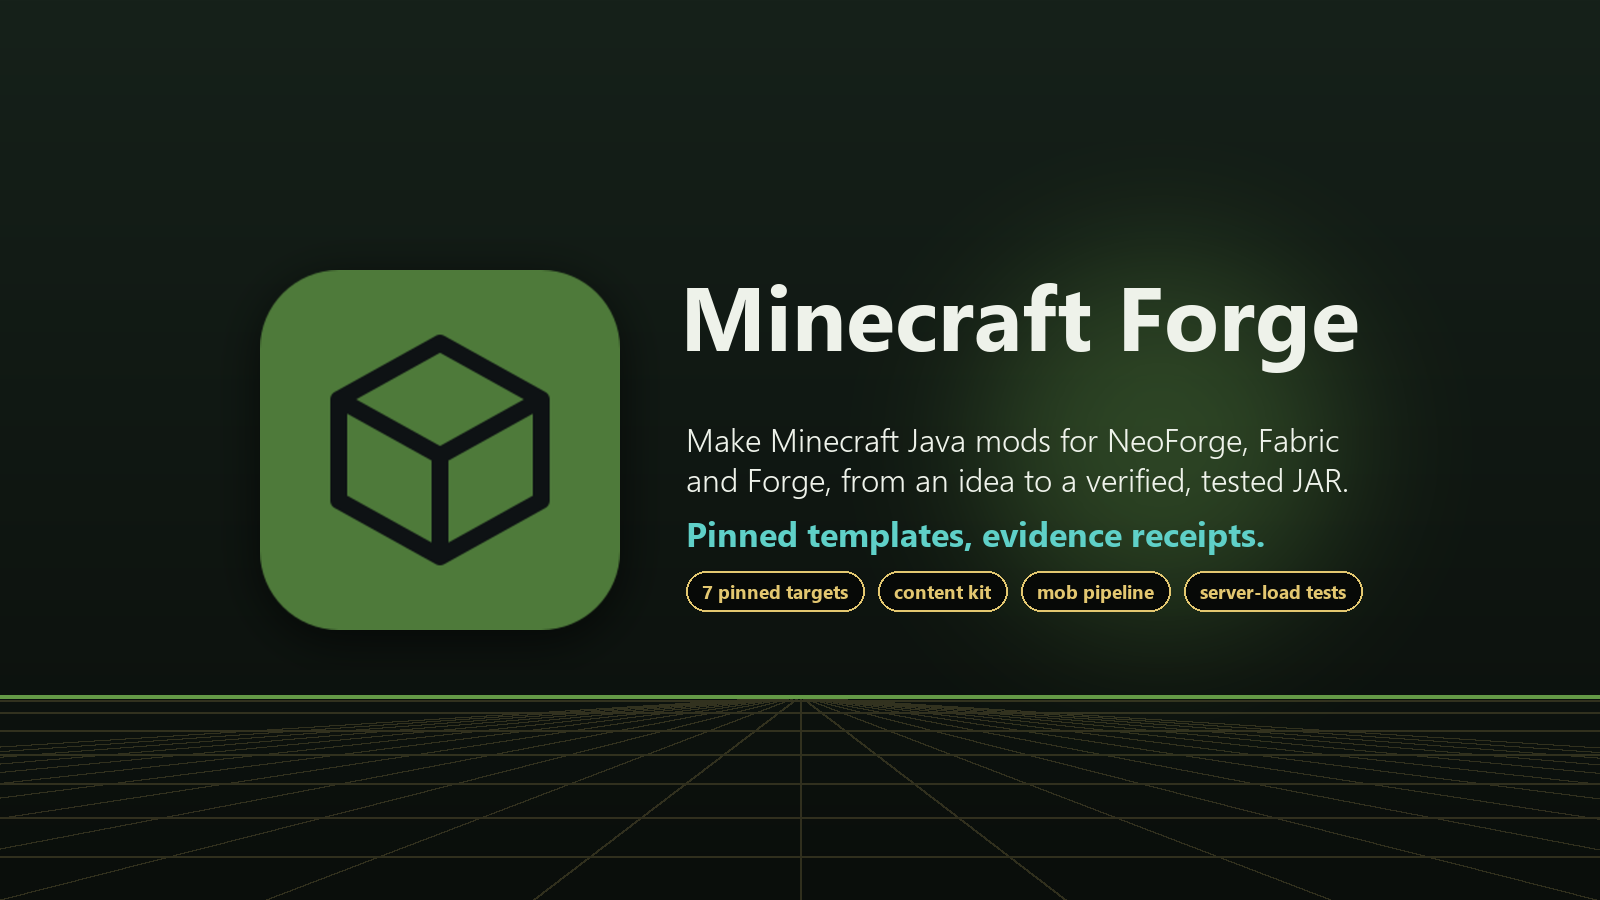 Minecraft Forge
Make Minecraft Java mods for NeoForge, Fabric
and Forge, from an idea to a verified, tested JAR.
Pinned templates, evidence receipts.
7 pinned targets
content kit
mob pipeline
server-load tests